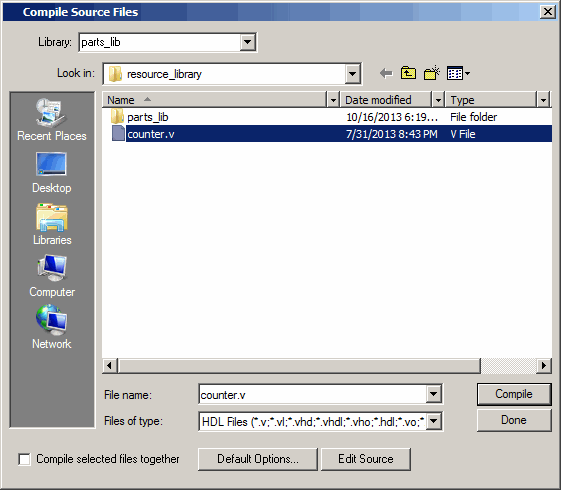 Compile Source Files
Library: parts_lib
Look in: resource_library
Name Date modified Type
parts_lib 10/16/2013 6:19... File folder
counter.v 7/31/2013 8:43 PM V File
Recent Places
Desktop
Libraries
Computer
Network
File name: counter.v Compile
Files of type: HDL Files (*.v;*.vl;*.vhd;*.vhdl;*.vho;*.hdl;*.vo;* Done
Compile selected files together Default Options... Edit Source